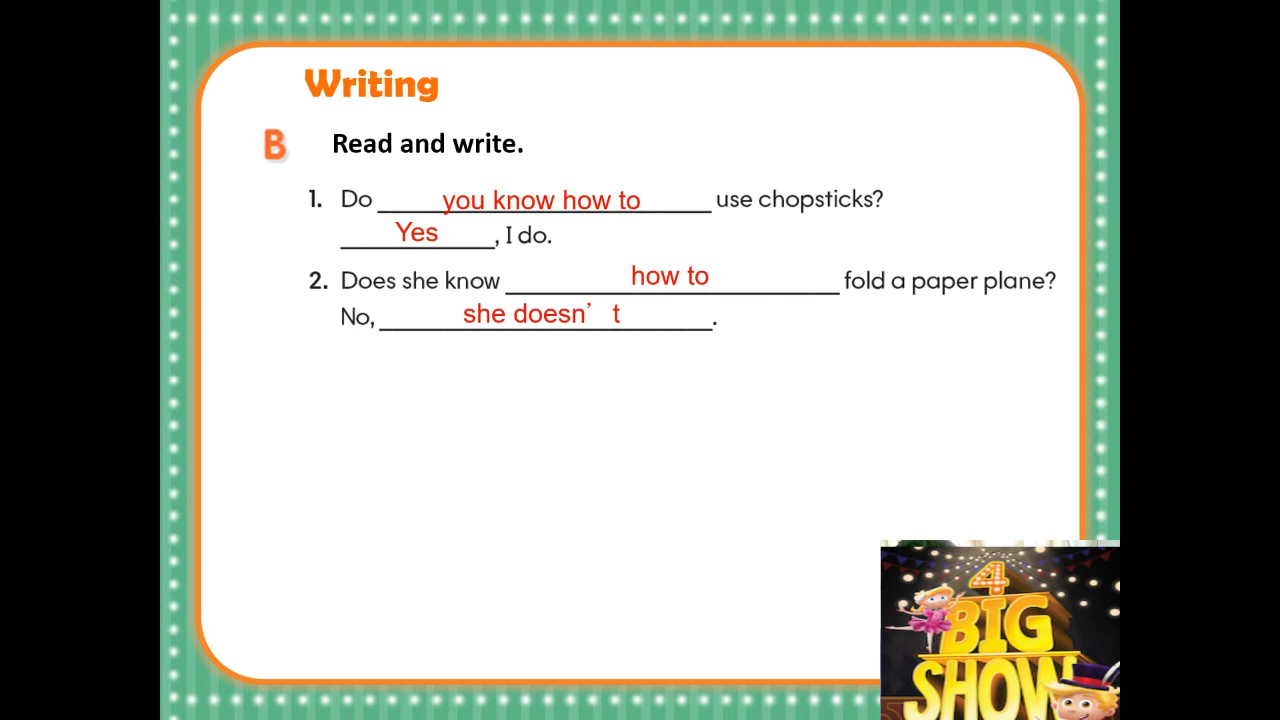 Writing
B Read and write.
1. Do you know how to use chopsticks?
Yes, I do.
2. Does she know how to fold a paper plane?
No, she doesn’ t.
4
BIG
SHOW